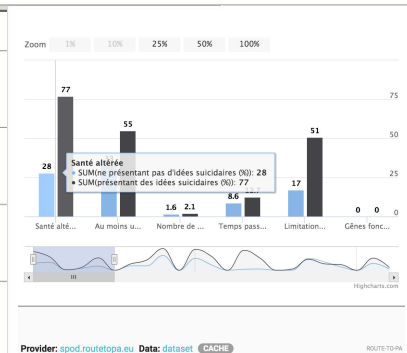 Zoom 1% 10% 25% 50% 100%
77
55
51
28
17
8.6
1.6 2.1
0 0
75
50
25
0
Santé altérée
SUM(ne présentant pas d'idées suicidaires (%)): 28
SUM(présentant des idées suicidaires (%)): 77
Santé alté... Au moins u... Nombre de ... Temps pass... Limitation... Gênes fonc...
Highcharts.com
Provider: spod.routetopa.eu Data: dataset CACHE
ROUTE-TO-PA